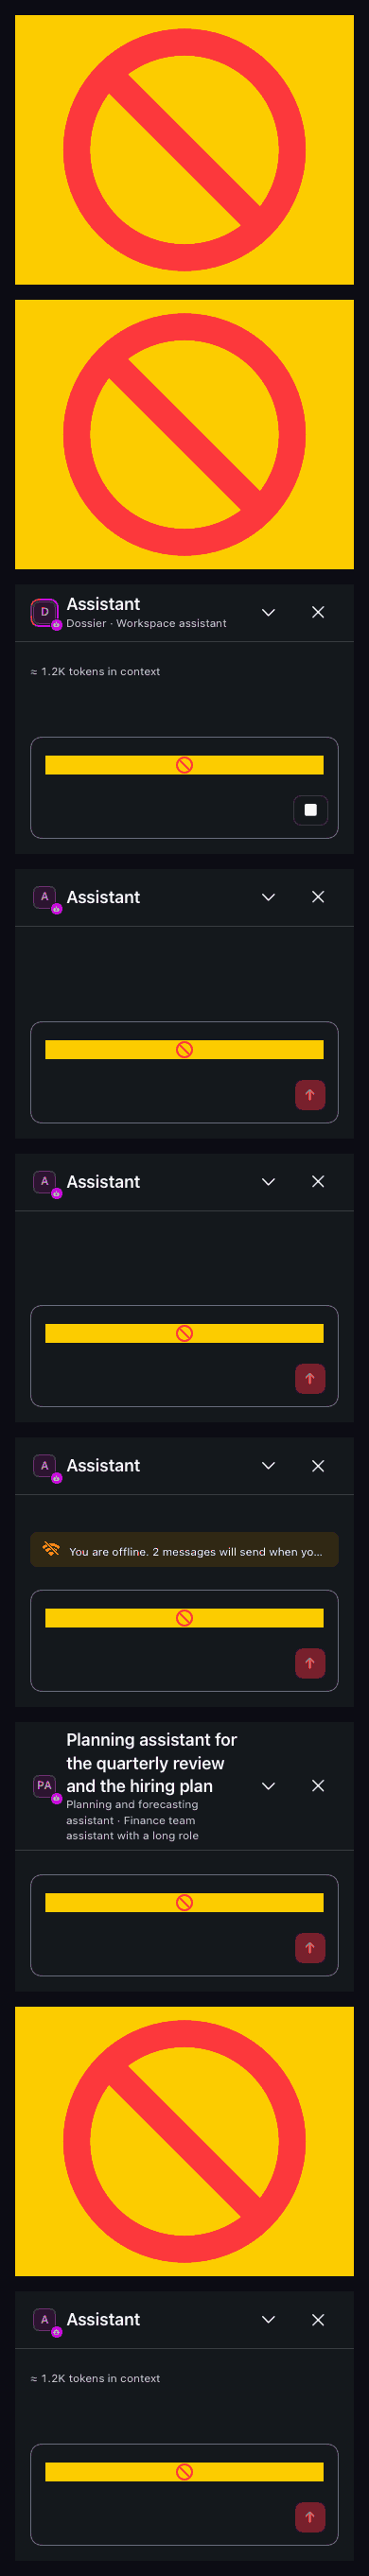 D
Assistant
Dossier · Workspace assistant
≈ 1.2K tokens in context
A
Assistant
A
Assistant
A
Assistant
You are offline. 2 messages will send when yo...
PA
Planning assistant for
the quarterly review
and the hiring plan
Planning and forecasting
assistant · Finance team
assistant with a long role
A
Assistant
≈ 1.2K tokens in context